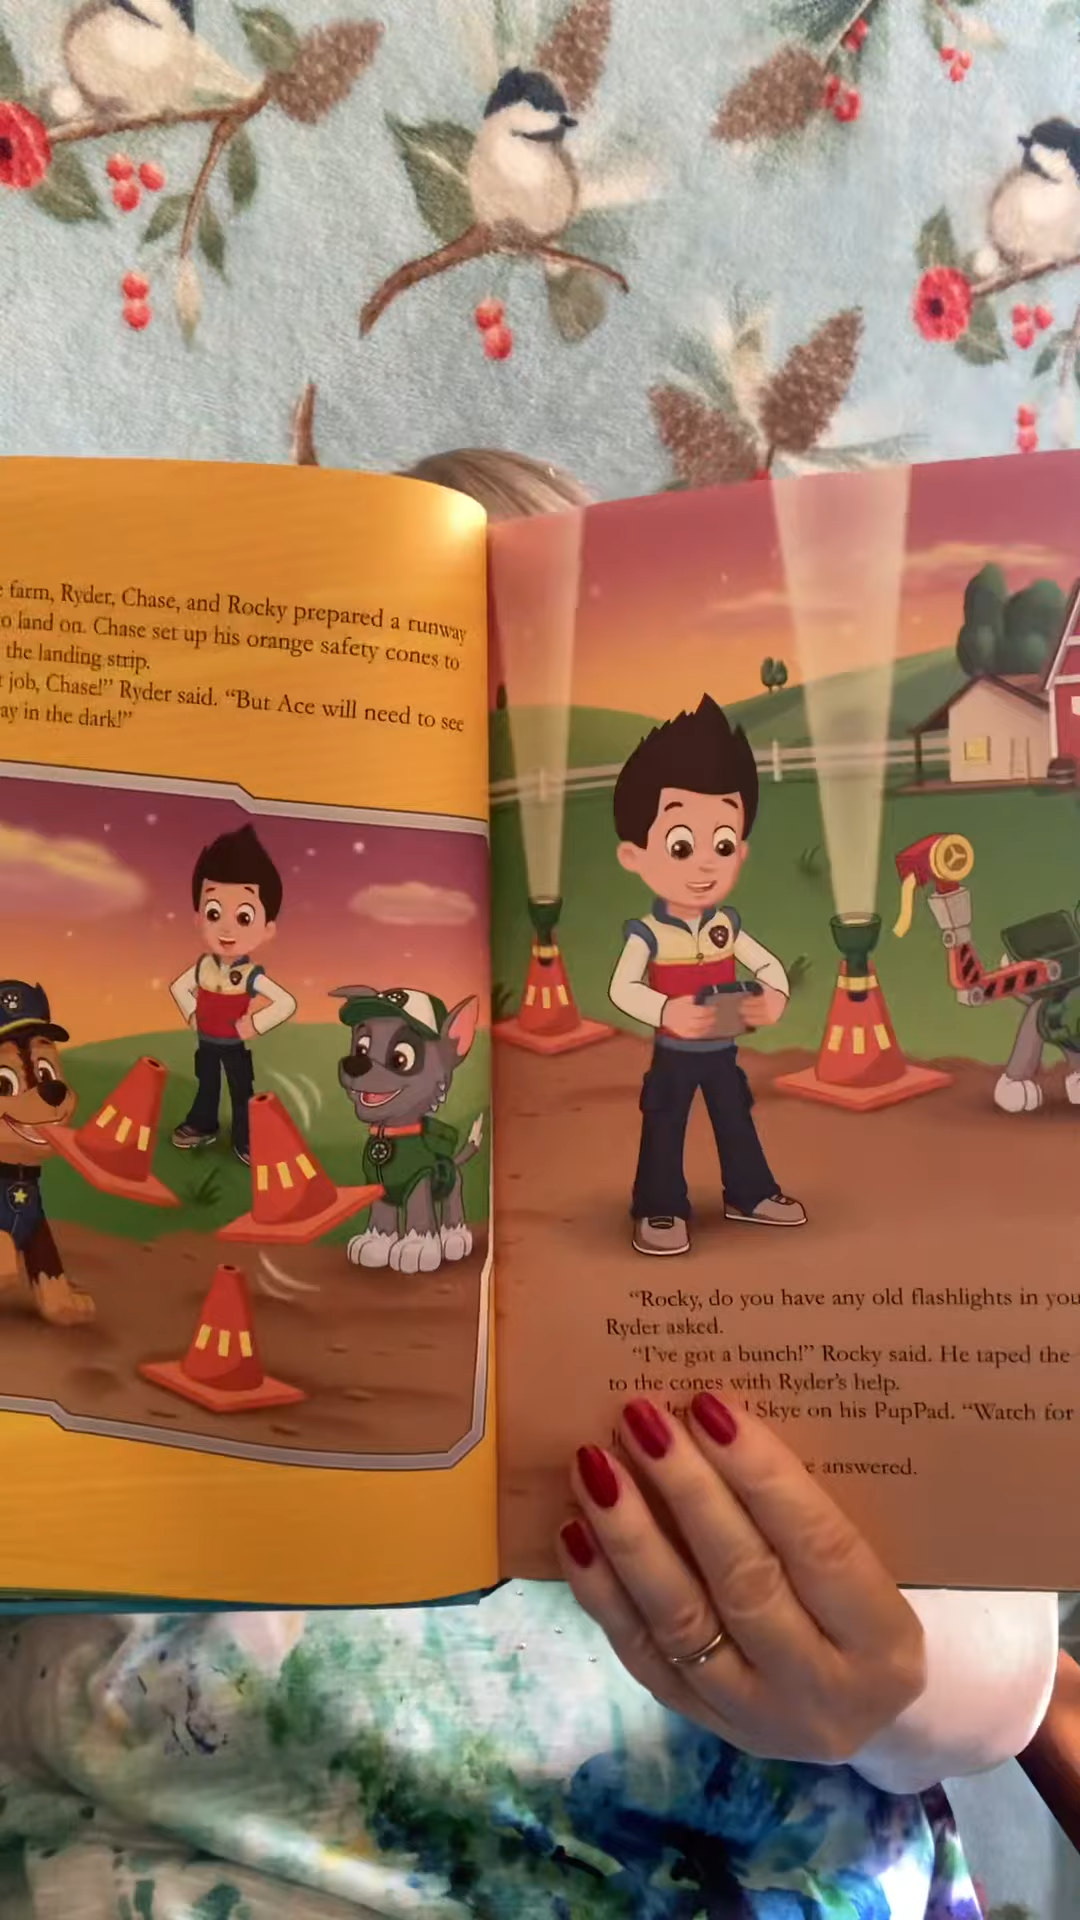 farm, Ryder, Chase, and Rocky prepared a runway
o land on. Chase set up his orange safety cones to
the landing strip.
job, Chase!” Ryder said. “But Ace will need to see
ay in the dark!”
“Rocky, do you have any old flashlights in you
Ryder asked.
“I’ve got a bunch!” Rocky said. He taped the
to the cones with Ryder’s help.
Skye on his PupPad. “Watch for
answered.